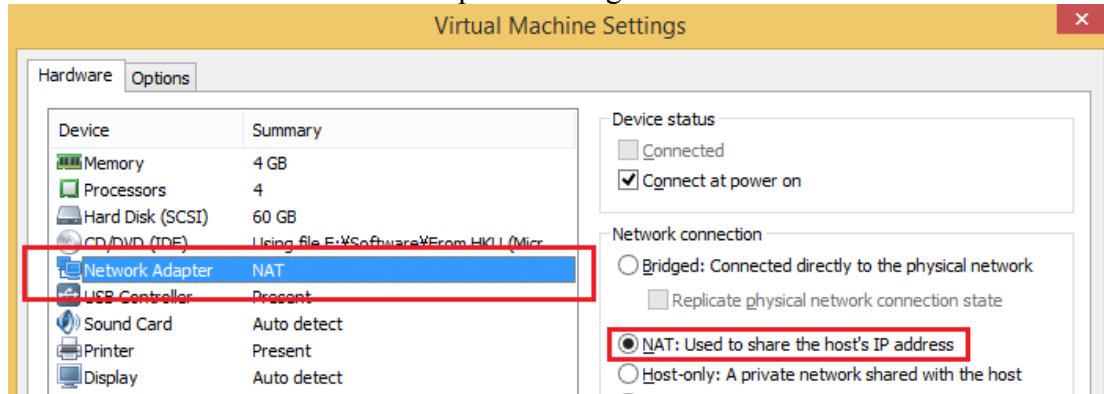 Virtual Machine Settings
Hardware Options
Device Summary
Memory 4 GB
Processors 4
Hard Disk (SCSI) 60 GB
CD/DVD (IDE) Using file E:¥Software¥From HKU (Micr
Network Adapter NAT
USB Controller Present
Sound Card Auto detect
Printer Present
Display Auto detect
Device status
Connected
Connect at power on
Network connection
Bridged: Connected directly to the physical network
Replicate physical network connection state
NAT: Used to share the host's IP address
Host-only: A private network shared with the host